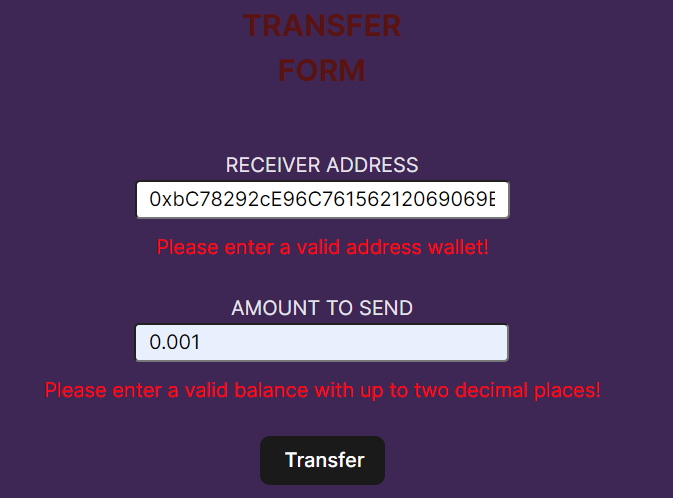 TRANSFER
FORM
RECEIVER ADDRESS
0xbC78292cE96C76156212069069E
Please enter a valid address wallet!
AMOUNT TO SEND
0.001
Please enter a valid balance with up to two decimal places!
Transfer